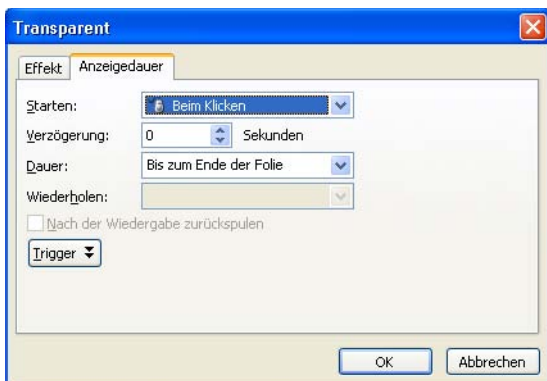 Transparent
Effekt Anzeigedauer
Starten: Beim Klicken
Verzögerung: 0 Sekunden
Dauer: Bis zum Ende der Folie
Wiederholen:
Nach der Wiedergabe zurückspulen
Trigger
OK Abbrechen